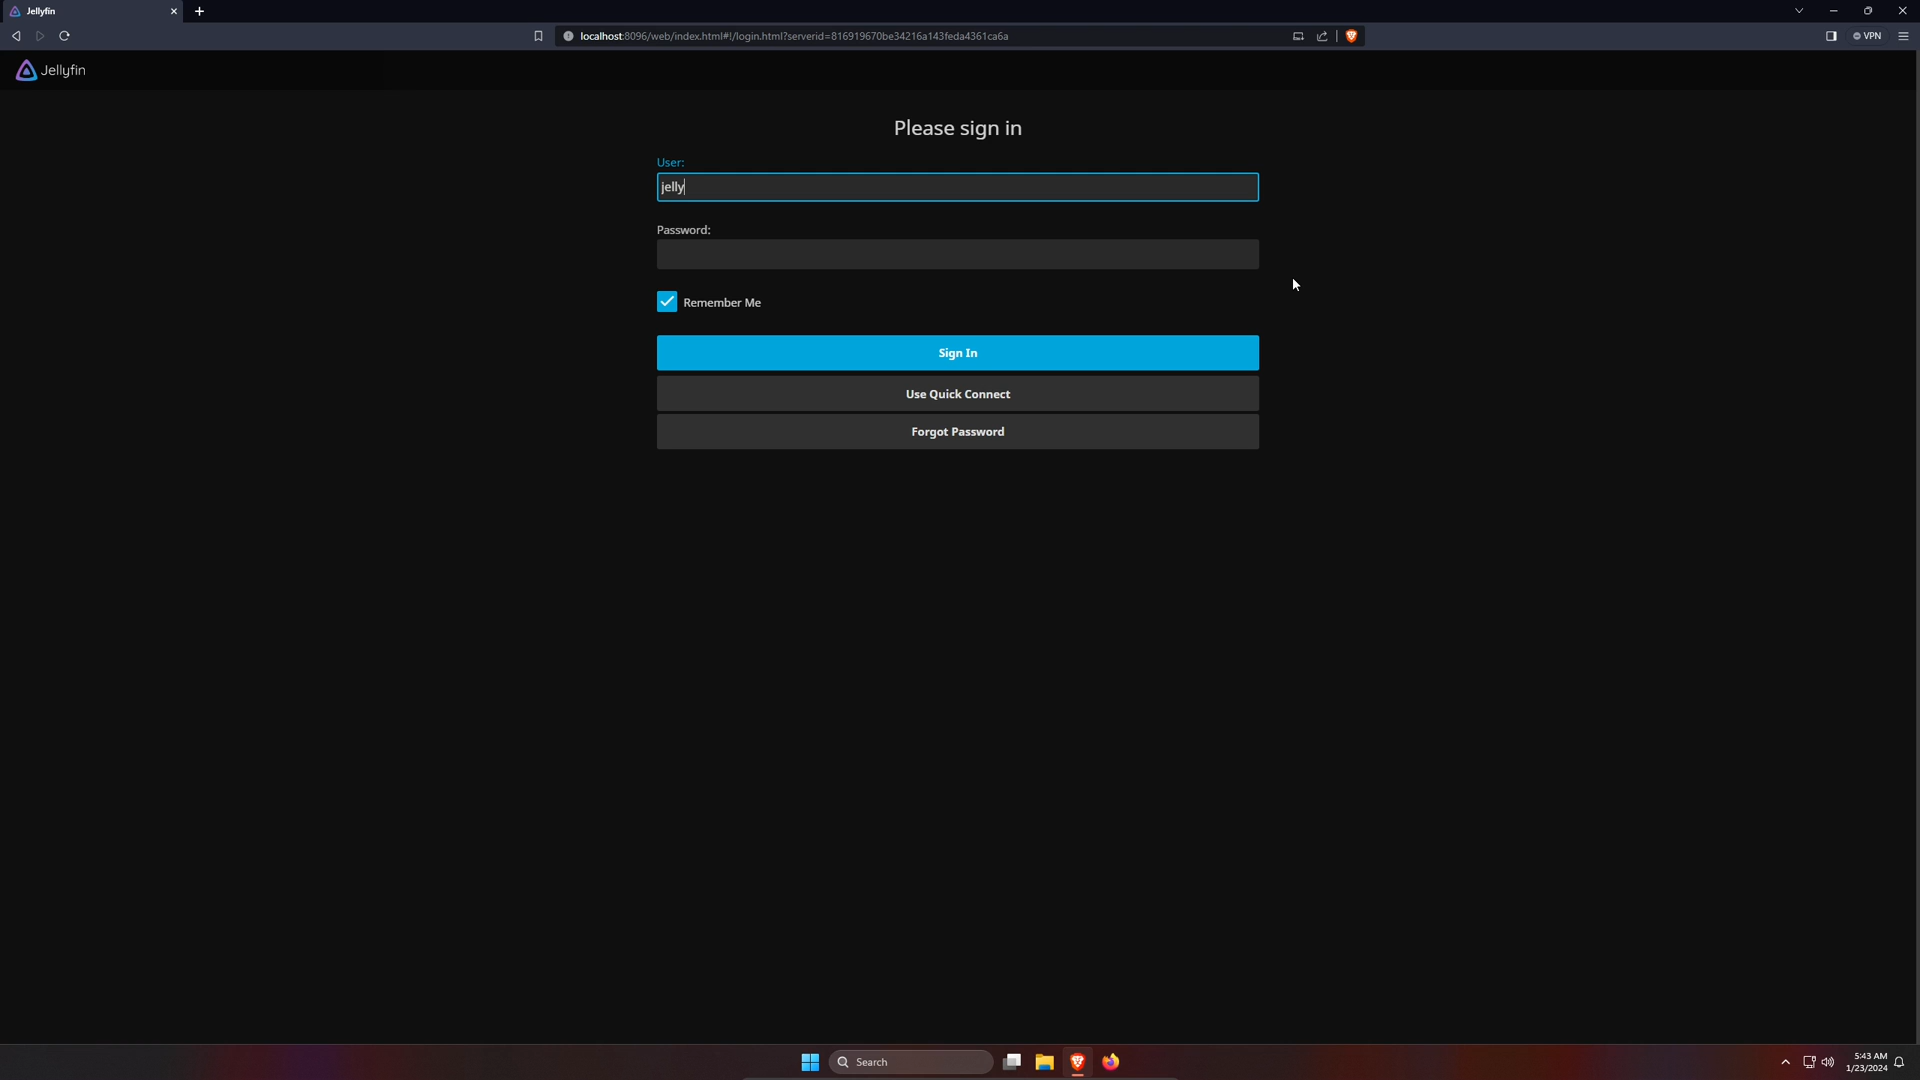 Jellyfin
localhost:8096/web/index.html#!/login.html?serverid=816919670be34216a143feda4361ca6a
VPN
Jellyfin
Please sign in
User:
jelly
Password:
Remember Me
Sign In
Use Quick Connect
Forgot Password
Search
5:43 AM
1/23/2024